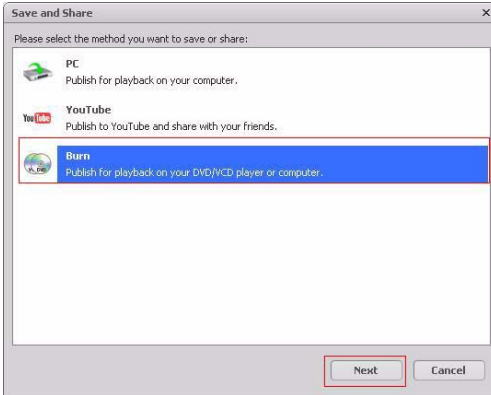 Save and Share
Please select the method you want to save or share:
PC
Publish for playback on your computer.
You Tube
YouTube
Publish to YouTube and share with your friends.
Burn
Publish for playback on your DVD/VCD player or computer.
Next
Cancel